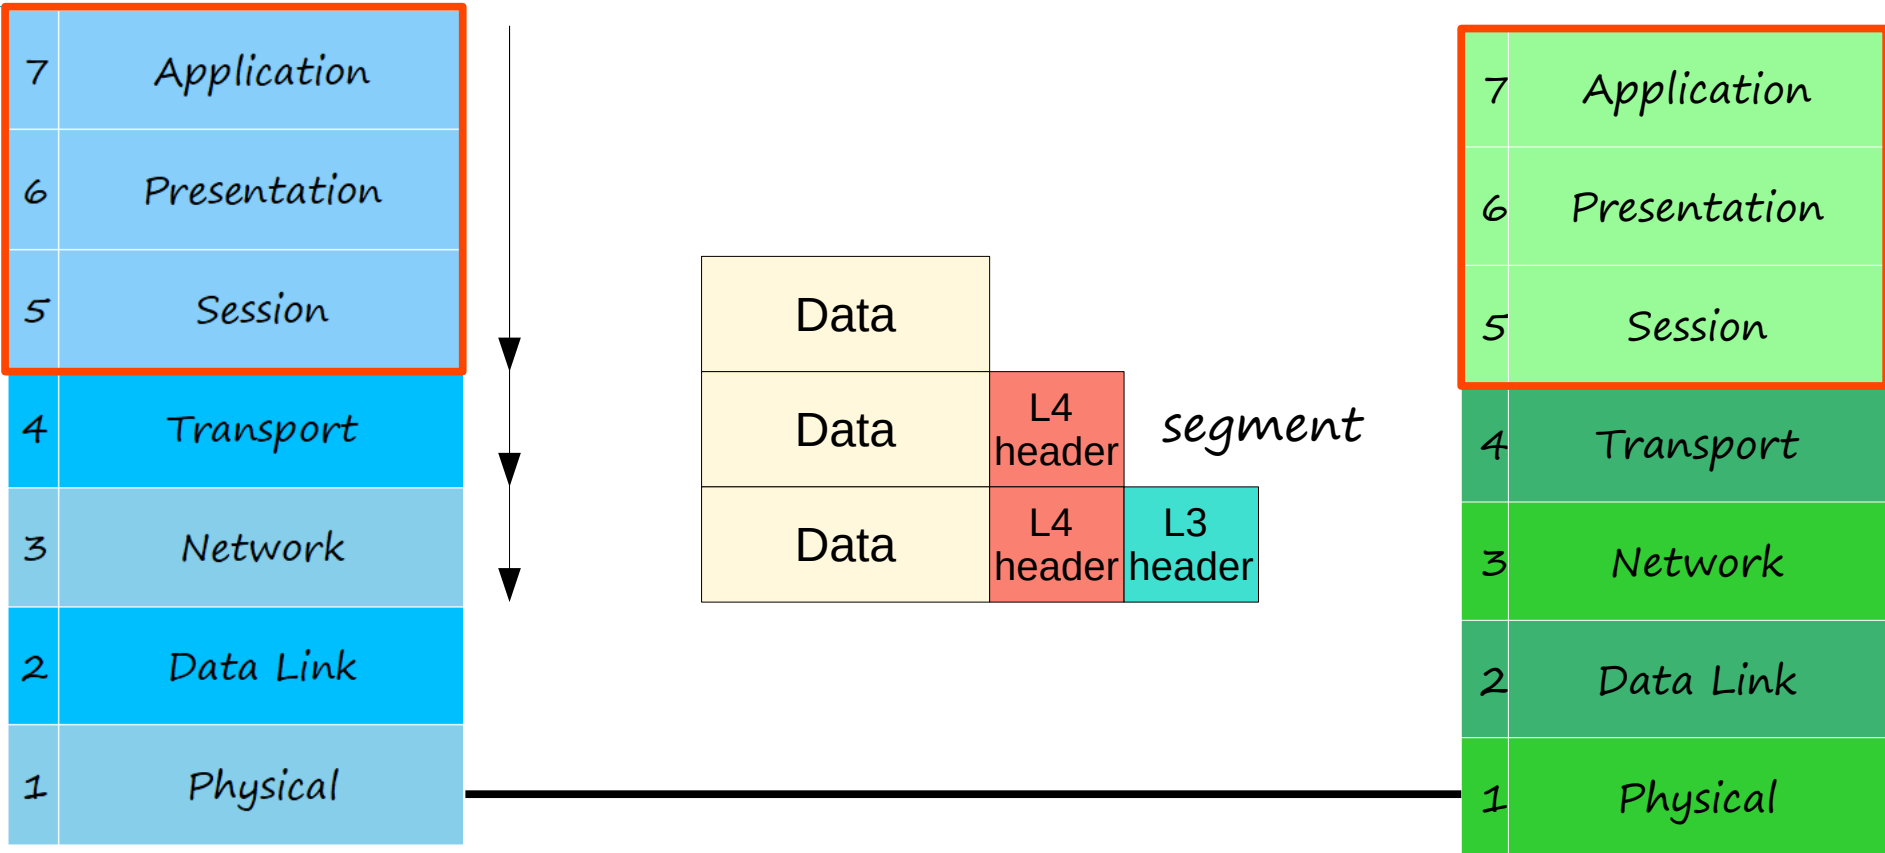 7 Application
6 Presentation
5 Session
4 Transport
3 Network
2 Data Link
1 Physical
Data
Data
L4
header
segment
Data
L4
header
L3
header
7 Application
6 Presentation
5 Session
4 Transport
3 Network
2 Data Link
1 Physical